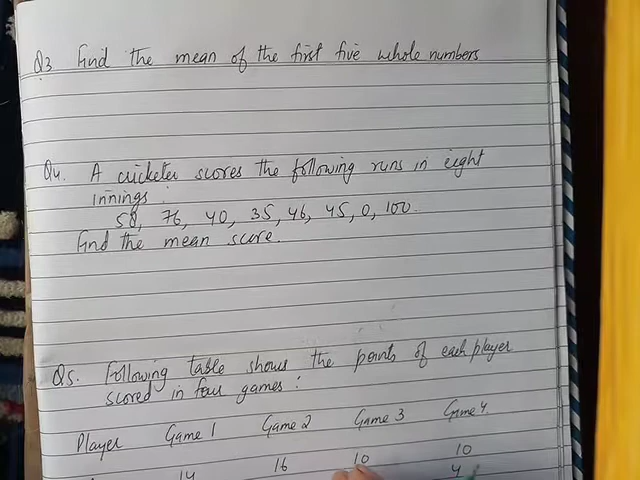 Q3 Find the mean of the first five whole numbers
Q4. A cricketer scores the following runs in eight
innings :
58, 76, 40, 35, 46, 45, 0, 100.
Find the mean score.
Q5. Following table shows the points of each player
scored in four games :
Player Game 1 Game 2 Game 3 Game 4.
14 16 10 10
4